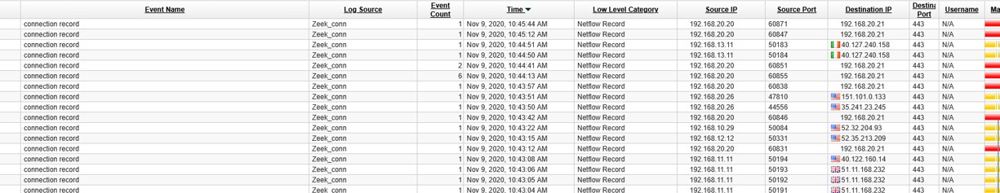 Event Name Log Source Event Count Time Low Level Category Source IP Source Port Destination IP Destina Port Username Ma
connection record Zeek_conn 1 Nov 9, 2020, 10:45:44 AM Netflow Record 192.168.20.20 60871 192.168.20.21 443 N/A
connection record Zeek_conn 1 Nov 9, 2020, 10:45:12 AM Netflow Record 192.168.20.20 60847 192.168.20.21 443 N/A
connection record Zeek_conn 1 Nov 9, 2020, 10:44:51 AM Netflow Record 192.168.13.11 50183 40.127.240.158 443 N/A
connection record Zeek_conn 1 Nov 9, 2020, 10:44:50 AM Netflow Record 192.168.13.11 50184 40.127.240.158 443 N/A
connection record Zeek_conn 2 Nov 9, 2020, 10:44:41 AM Netflow Record 192.168.20.20 60851 192.168.20.21 443 N/A
connection record Zeek_conn 6 Nov 9, 2020, 10:44:13 AM Netflow Record 192.168.20.20 60855 192.168.20.21 443 N/A
connection record Zeek_conn 1 Nov 9, 2020, 10:43:57 AM Netflow Record 192.168.20.20 60838 192.168.20.21 443 N/A
connection record Zeek_conn 1 Nov 9, 2020, 10:43:51 AM Netflow Record 192.168.20.26 47810 151.101.0.133 443 N/A
connection record Zeek_conn 1 Nov 9, 2020, 10:43:50 AM Netflow Record 192.168.20.26 44556 35.241.23.245 443 N/A
connection record Zeek_conn 1 Nov 9, 2020, 10:43:42 AM Netflow Record 192.168.20.20 60846 192.168.20.21 443 N/A
connection record Zeek_conn 1 Nov 9, 2020, 10:43:22 AM Netflow Record 192.168.10.29 50084 52.32.204.93 443 N/A
connection record Zeek_conn 1 Nov 9, 2020, 10:43:15 AM Netflow Record 192.168.12.12 50331 52.35.213.209 443 N/A
connection record Zeek_conn 1 Nov 9, 2020, 10:43:12 AM Netflow Record 192.168.20.20 60831 192.168.20.21 443 N/A
connection record Zeek_conn 1 Nov 9, 2020, 10:43:08 AM Netflow Record 192.168.11.11 50194 40.122.160.14 443 N/A
connection record Zeek_conn 1 Nov 9, 2020, 10:43:06 AM Netflow Record 192.168.11.11 50193 51.11.168.232 443 N/A
connection record Zeek_conn 1 Nov 9, 2020, 10:43:05 AM Netflow Record 192.168.11.11 50192 51.11.168.232 443 N/A
connection record Zeek_conn 1 Nov 9, 2020, 10:43:04 AM Netflow Record 192.168.11.11 50191 51.11.168.232 443 N/A